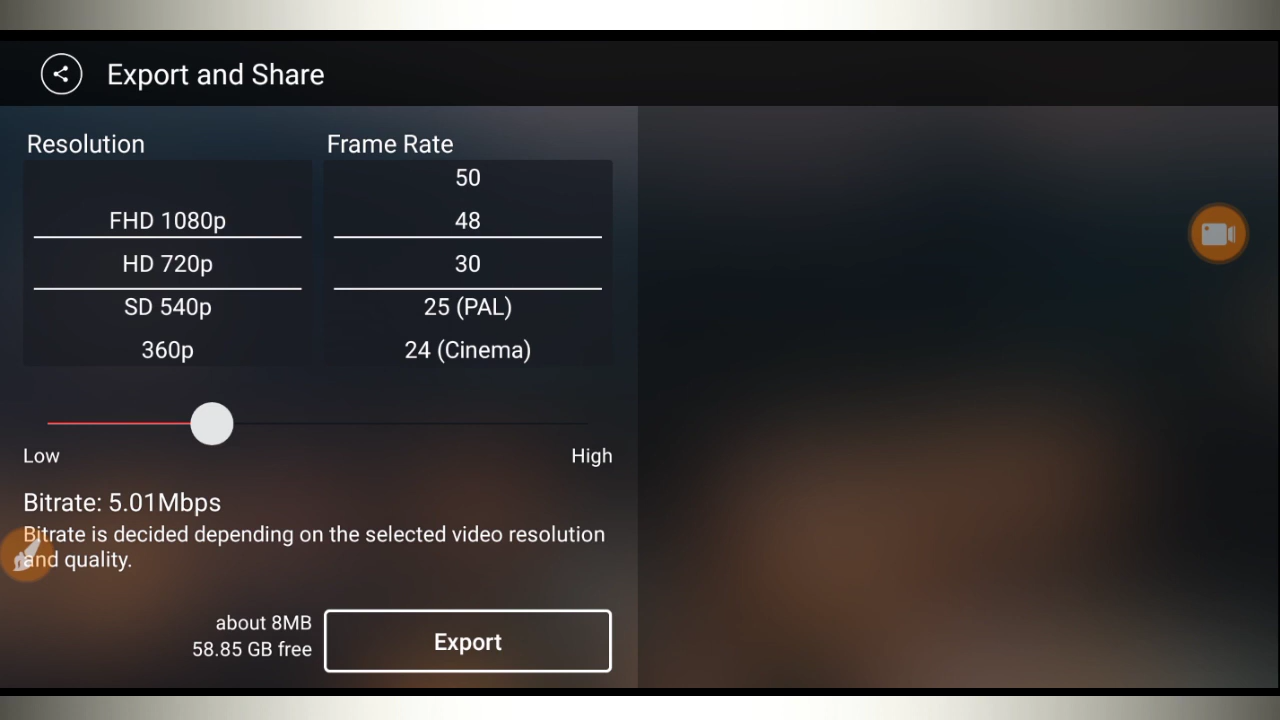 Export and Share
Resolution
FHD 1080p
HD 720p
SD 540p
360p
Frame Rate
50
48
30
25 (PAL)
24 (Cinema)
Low
High
Bitrate: 5.01Mbps
Bitrate is decided depending on the selected video resolution
and quality.
about 8MB
58.85 GB free
Export